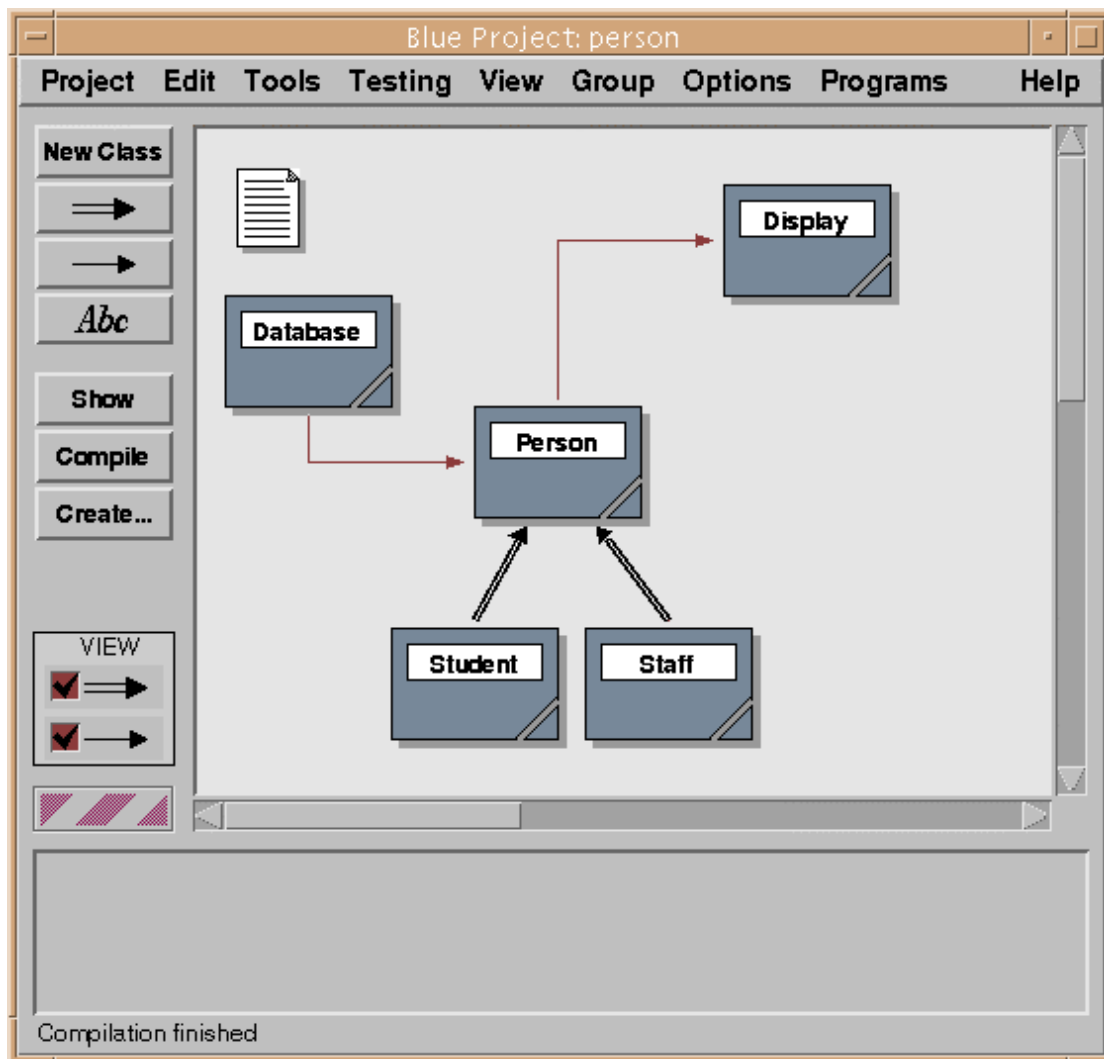 Blue Project: person
Project Edit Tools Testing View Group Options Programs Help
New Class
Abc
Show
Compile
Create...
VIEW
Display
Database
Person
Student
Staff
Compilation finished